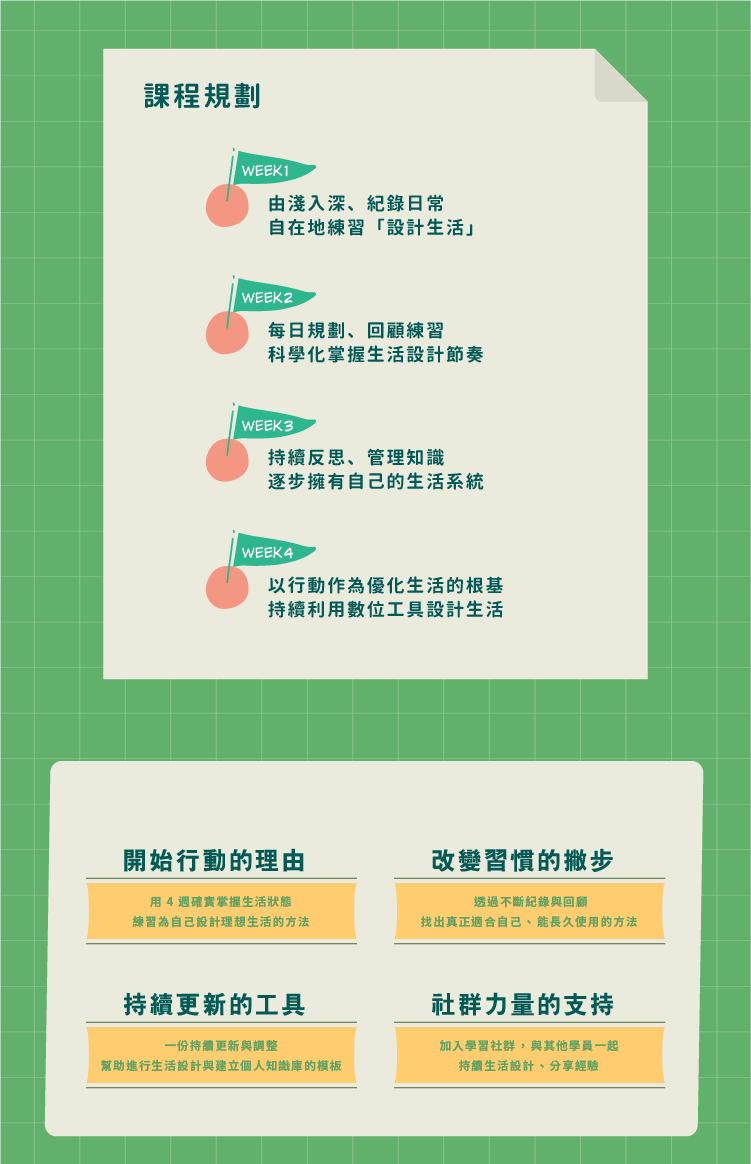 課程規劃
WEEK1
由淺入深、紀錄日常
自在地練習「設計生活」
WEEK2
每日規劃、回顧練習
科學化掌握生活設計節奏
WEEK3
持續反思、管理知識
逐步擁有自己的生活系統
WEEK4
以行動作為優化生活的根基
持續利用數位工具設計生活
開始行動的理由
用 4 週確實掌握生活狀態
練習為自己設計理想生活的方法
改變習慣的撇步
透過不斷紀錄與回顧
找出真正適合自己、能長久使用的方法
持續更新的工具
一份持續更新與調整
幫助進行生活設計與建立個人知識庫的模板
社群力量的支持
加入學習社群，與其他學員一起
持續生活設計、分享經驗